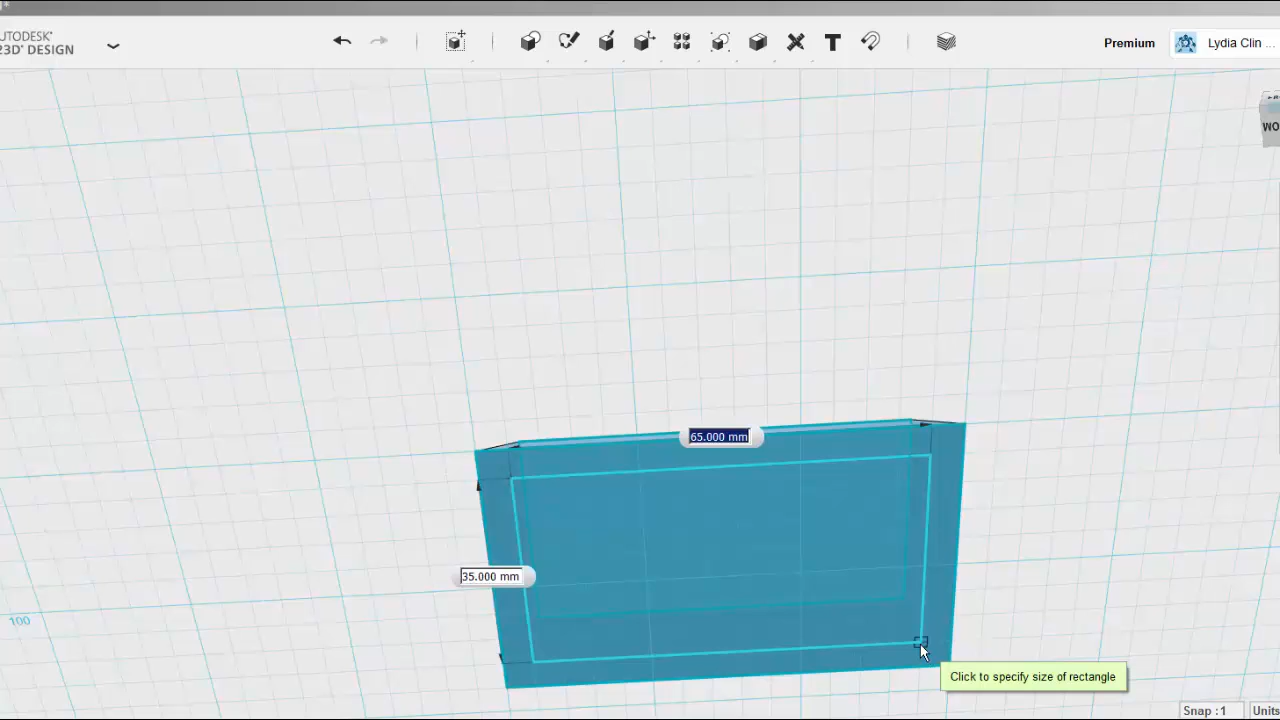 UTODESK
23D® DESIGN
T
Premium
Lydia Clin ...
WO
65.000 mm
35.000 mm
100
Click to specify size of rectangle
Snap : 1
Units